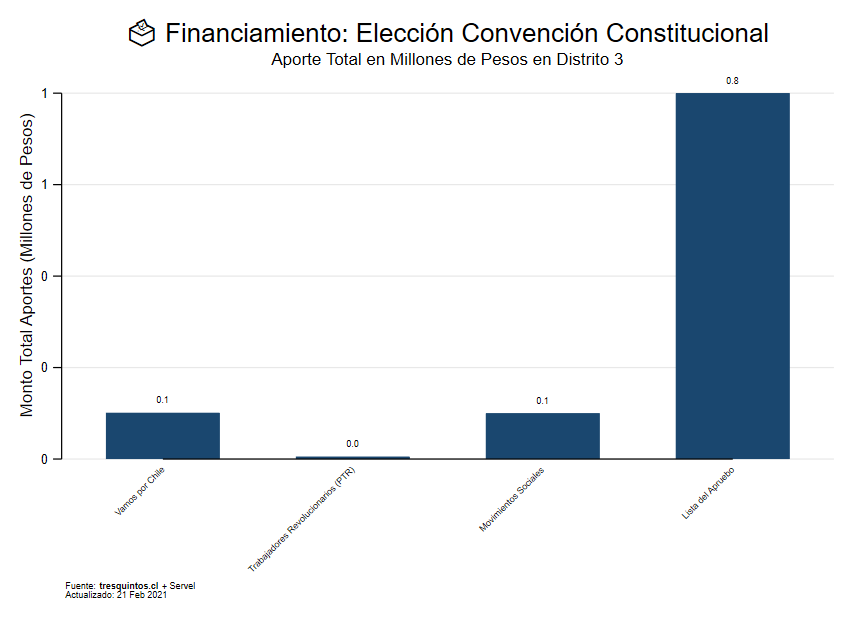 Financiamiento: Elección Convención Constitucional
Aporte Total en Millones de Pesos en Distrito 3
Monto Total Aportes (Millones de Pesos)
1
1
0
0
0
0.1
0.0
0.1
0.8
Vamos por Chile
Trabajadores Revolucionarios (PTR)
Movimientos Sociales
Lista del Apruebo
Fuente: tresquintos.cl + Servel
Actualizado: 21 Feb 2021